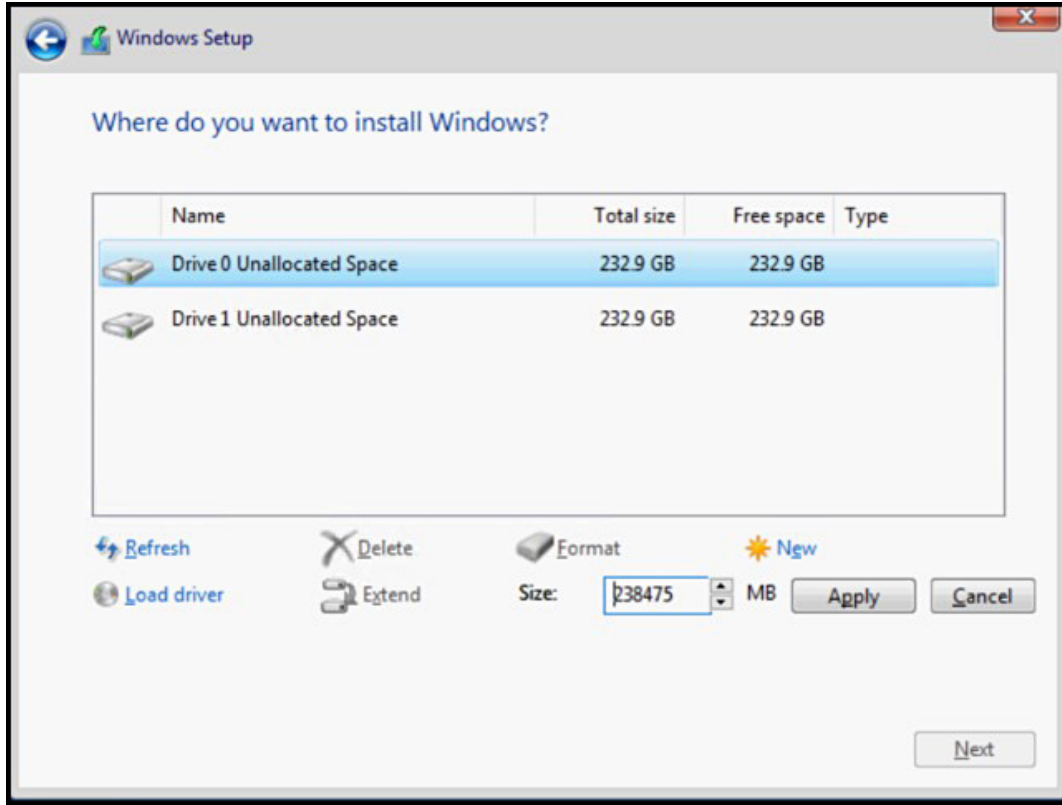 Windows Setup
Where do you want to install Windows?
Name Total size Free space Type
Drive 0 Unallocated Space 232.9 GB 232.9 GB
Drive 1 Unallocated Space 232.9 GB 232.9 GB
Refresh Delete Format New
Load driver Extend Size: 238475 MB Apply Cancel
Next